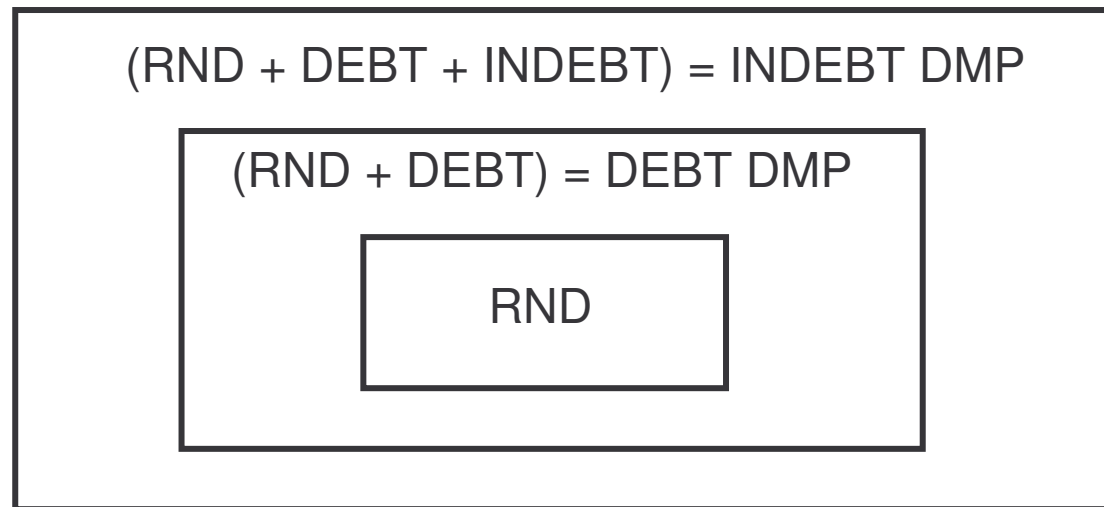 (RND + DEBT + INDEBT) = INDEBT DMP
(RND + DEBT) = DEBT DMP
RND